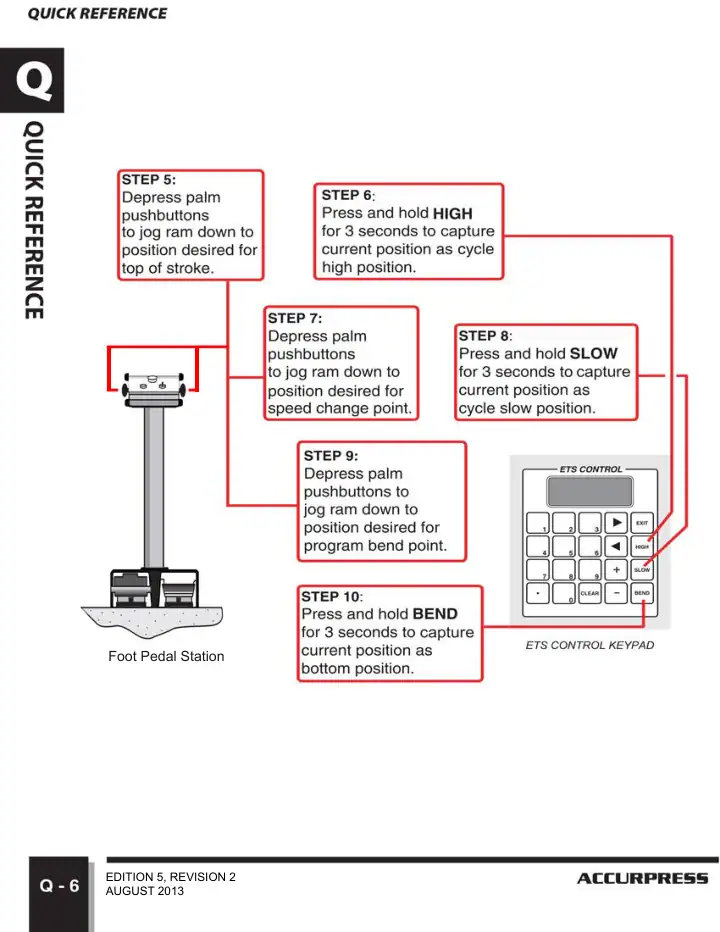 QUICK REFERENCE
Q
QUICK REFERENCE
STEP 5:
Depress palm
pushbuttons
to jog ram down to
position desired for
top of stroke.
STEP 6:
Press and hold HIGH
for 3 seconds to capture
current position as cycle
high position.
STEP 7:
Depress palm
pushbuttons
to jog ram down to
position desired for
speed change point.
STEP 8:
Press and hold SLOW
for 3 seconds to capture
current position as
cycle slow position.
STEP 9:
Depress palm
pushbuttons to
jog ram down to
position desired for
program bend point.
STEP 10:
Press and hold BEND
for 3 seconds to capture
current position as
bottom position.
ETS CONTROL
1 2 3 EXIT
4 5 6 HIGH
7 8 9 + SLOW
. 0 CLEAR - BEND
ETS CONTROL KEYPAD
Foot Pedal Station
Q - 6
EDITION 5, REVISION 2
AUGUST 2013
ACCURPRESS